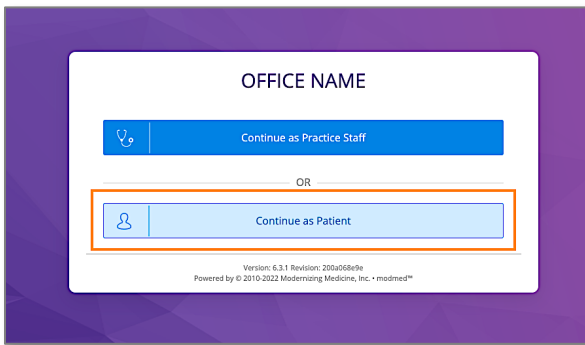 OFFICE NAME
Continue as Practice Staff
OR
Continue as Patient
Version: 6.3.1 Revision: 200a068e9e
Powered by © 2010-2022 Modernizing Medicine, Inc. • modmed™